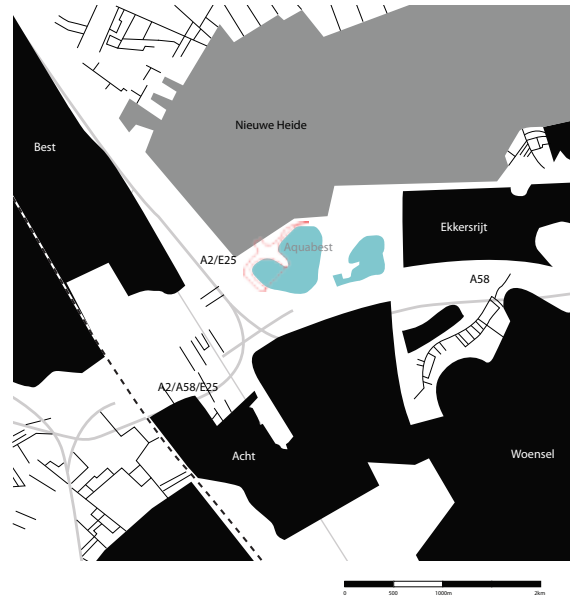 Nieuwe Heide
Best
Ekkersrijt
Aquabest
A2/E25
A58
A2/A58/E25
Acht
Woensel
0 500 1000m 2km